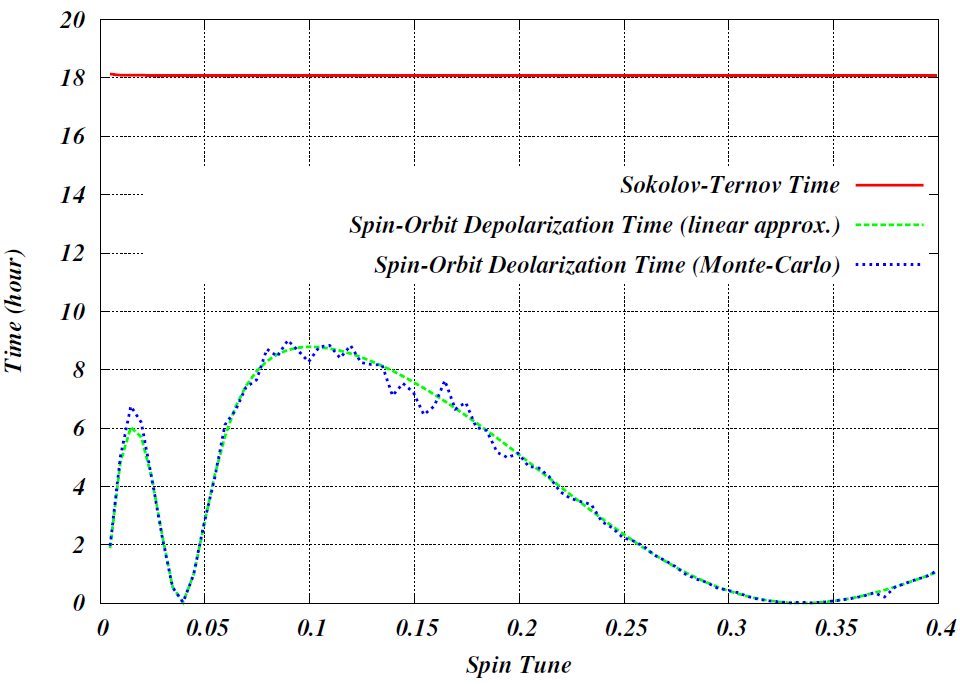 20
18
16
14
12
10
8
6
4
2
0
Time (hour)
Sokolov-Ternov Time
Spin-Orbit Depolarization Time (linear approx.)
Spin-Orbit Deolarization Time (Monte-Carlo)
0 0.05 0.1 0.15 0.2 0.25 0.3 0.35 0.4
Spin Tune